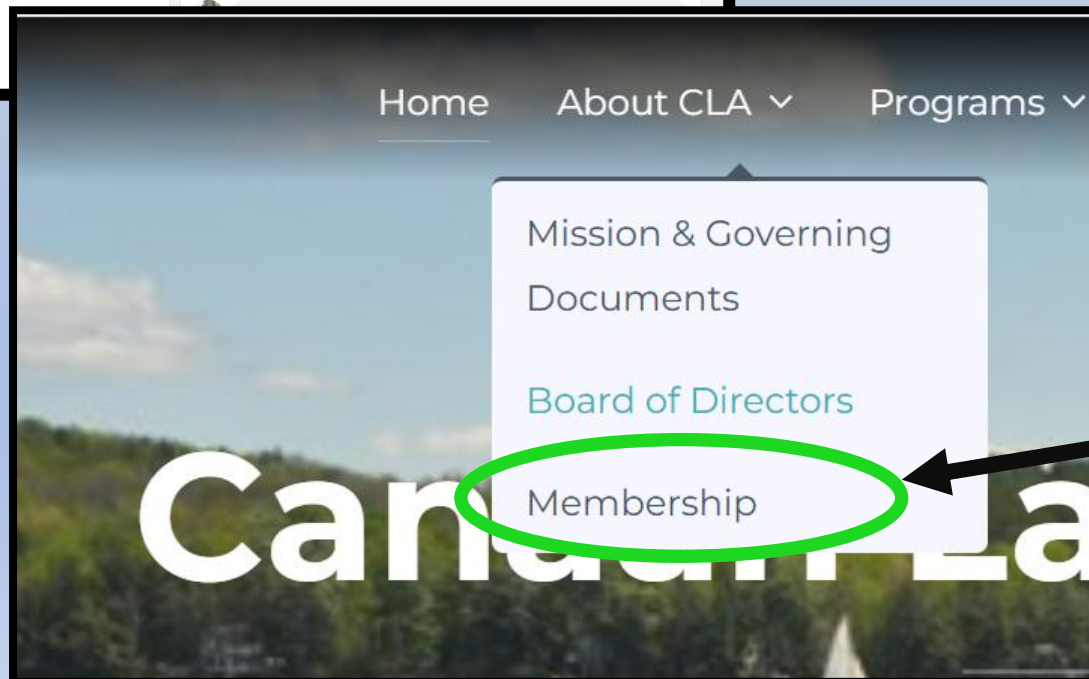 Home About CLA Programs
Mission & Governing
Documents
Board of Directors
Membership